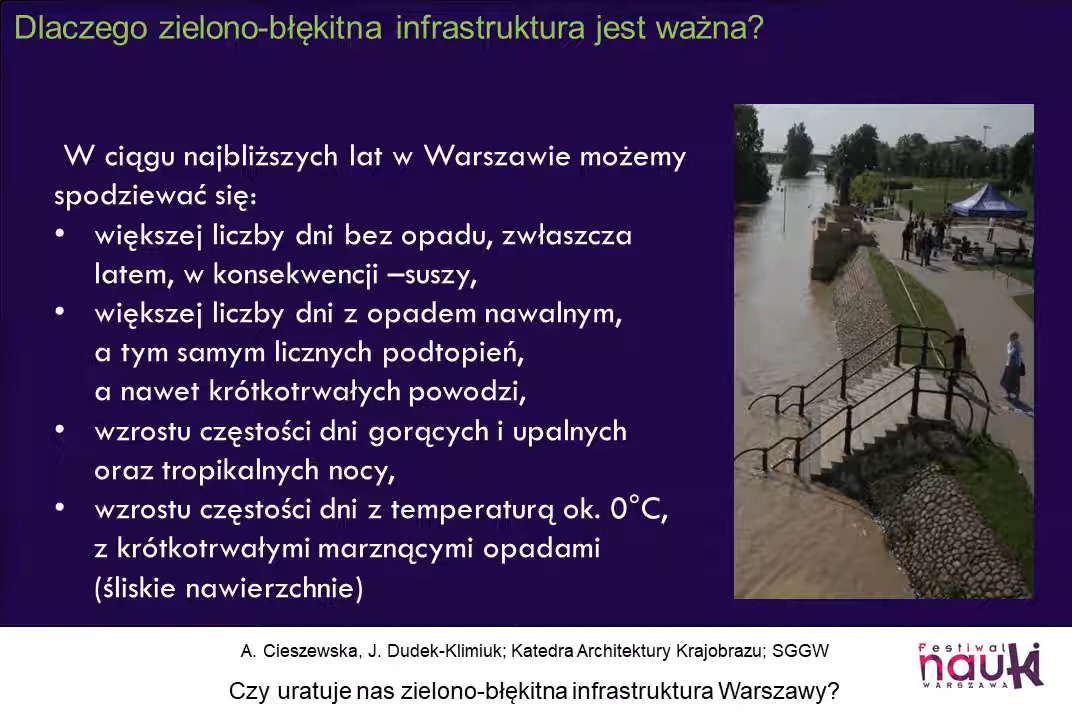 Dlaczego zielono-błękitna infrastruktura jest ważna?
W ciągu najbliższych lat w Warszawie możemy
spodziewać się:
• większej liczby dni bez opadu, zwłaszcza
latem, w konsekwencji –suszy,
• większej liczby dni z opadem nawalnym,
a tym samym licznych podtopień,
a nawet krótkotrwałych powodzi,
• wzrostu częstości dni gorących i upalnych
oraz tropikalnych nocy,
• wzrostu częstości dni z temperaturą ok. 0°C,
z krótkotrwałymi marznącymi opadami
(śliskie nawierzchnie)
A. Cieszewska, J. Dudek-Klimiuk; Katedra Architektury Krajobrazu; SGGW
Czy uratuje nas zielono-błękitna infrastruktura Warszawy?
Festiwal
nauki
WARSZAWA